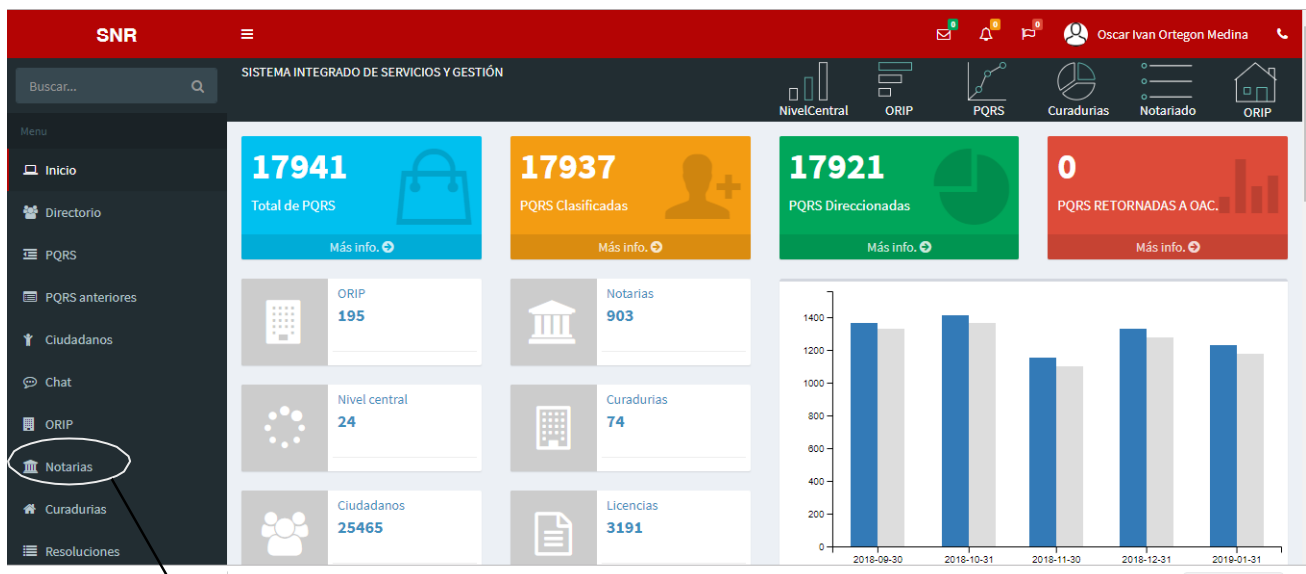 SNR
0
0
0
Oscar Ivan Ortegon Medina
Buscar...
SISTEMA INTEGRADO DE SERVICIOS Y GESTIÓN
NivelCentral
ORIP
PQRS
Curadurias
Notariado
ORIP
Menu
Inicio
Directorio
PQRS
PQRS anteriores
Ciudadanos
Chat
ORIP
Notarias
Curadurias
Resoluciones
17941
Total de PQRS
Más info.
17937
PQRS Clasificadas
Más info.
17921
PQRS Direccionadas
Más info.
0
PQRS RETORNADAS A OAC.
Más info.
ORIP
195
Notarias
903
Nivel central
24
Curadurias
74
Ciudadanos
25465
Licencias
3191
1400
1200
1000
800
600
400
200
0
2018-09-30
2018-10-31
2018-11-30
2018-12-31
2019-01-31